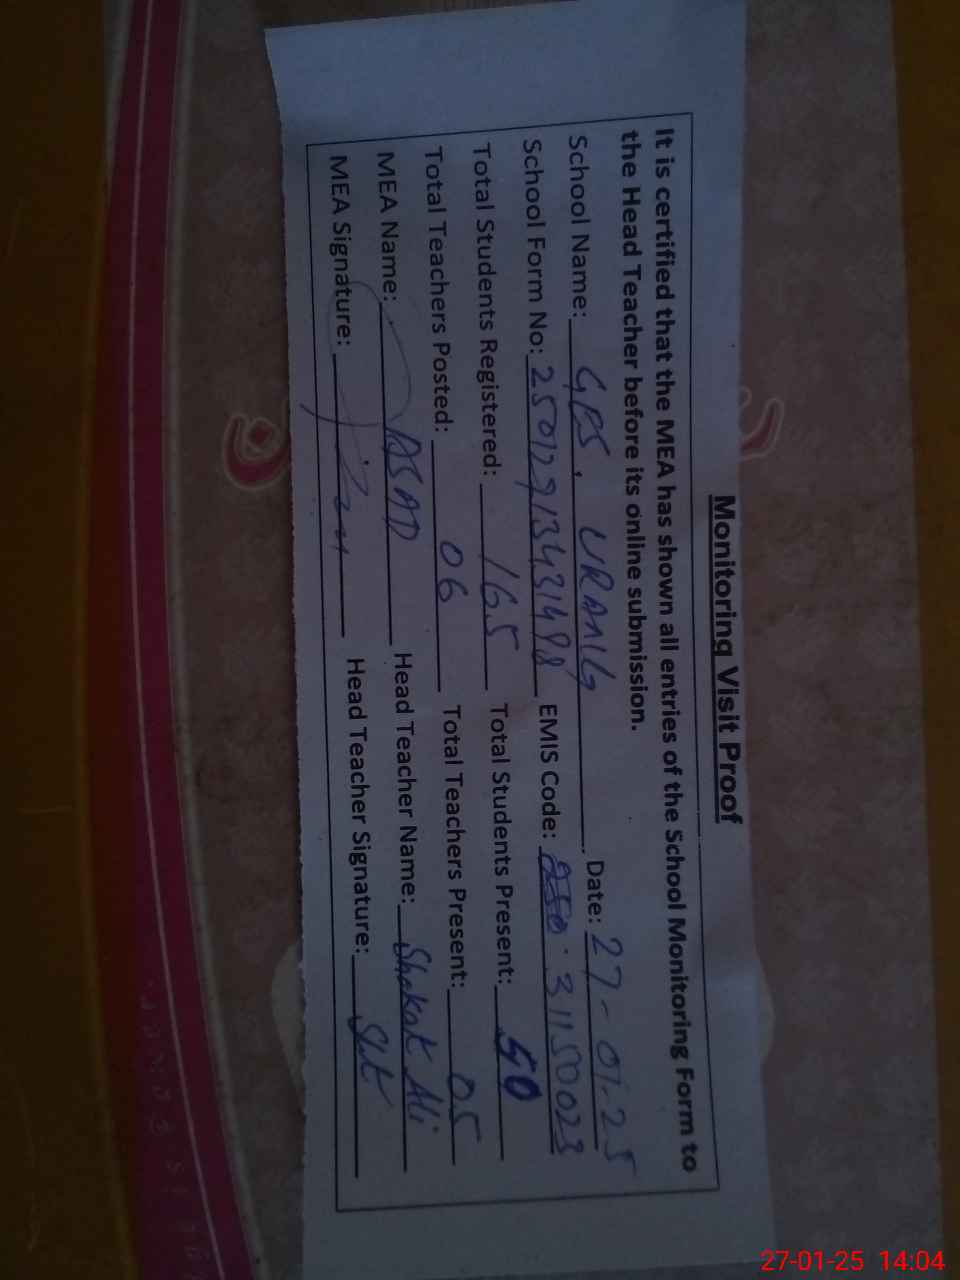 Monitoring Visit Proof
It is certified that the MEA has shown all entries of the School Monitoring Form to
the Head Teacher before its online submission.
School Name: GPS, URANG Date: 27-01-25
School Form No: 25012913431498 EMIS Code: 31150023
Total Students Registered: 165 Total Students Present: 50
Total Teachers Posted: 06 Total Teachers Present: 05
MEA Name: ASAD Head Teacher Name: Shakat Ali
MEA Signature: Head Teacher Signature:
27-01-25 14:04